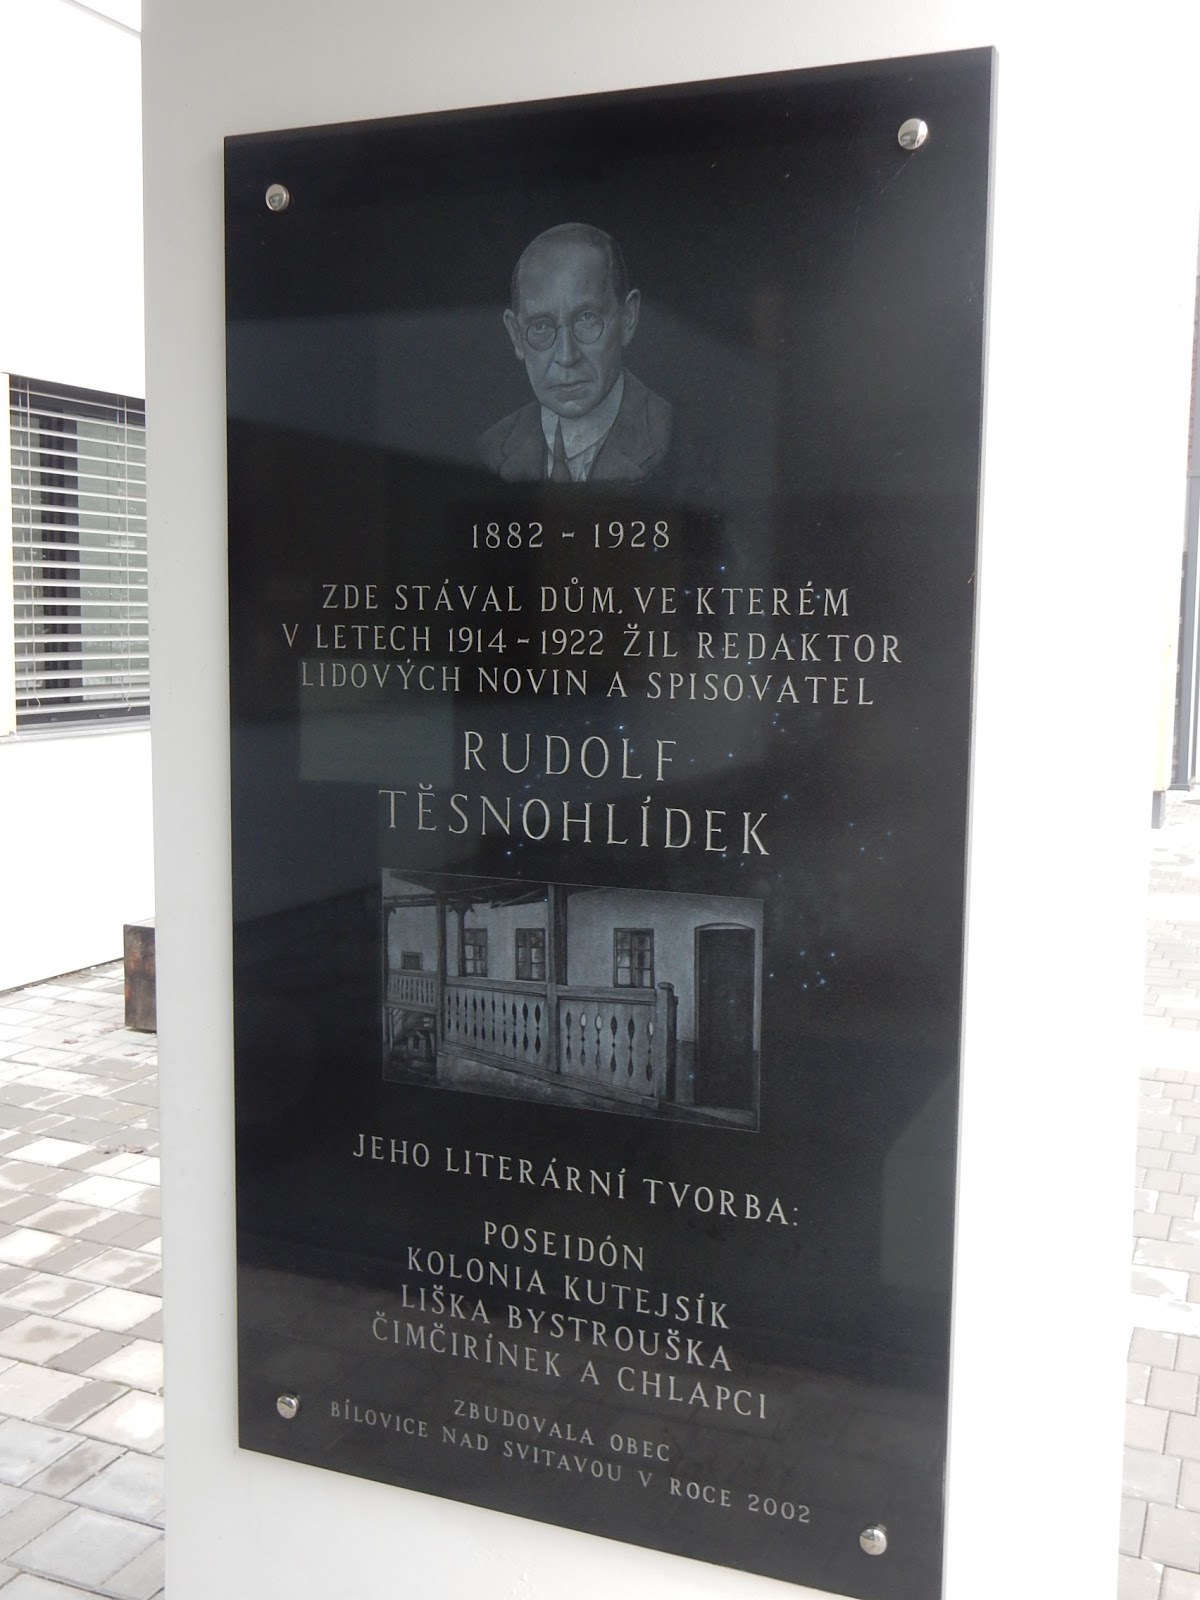 1882 - 1928
ZDE STÁVAL DŮM, VE KTERÉM
V LETECH 1914 - 1922 ŽIL REDAKTOR
LIDOVÝCH NOVIN A SPISOVATEL
RUDOLF
TĚSNOHLÍDEK
JEHO LITERÁRNÍ TVORBA:
POSEIDÓN
KOLONIA KUTEJSÍK
LIŠKA BYSTROUŠKA
ČIMČIRÍNEK A CHLAPCI
ZBUDOVALA OBEC
BÍLOVICE NAD SVITAVOU V ROCE 2002